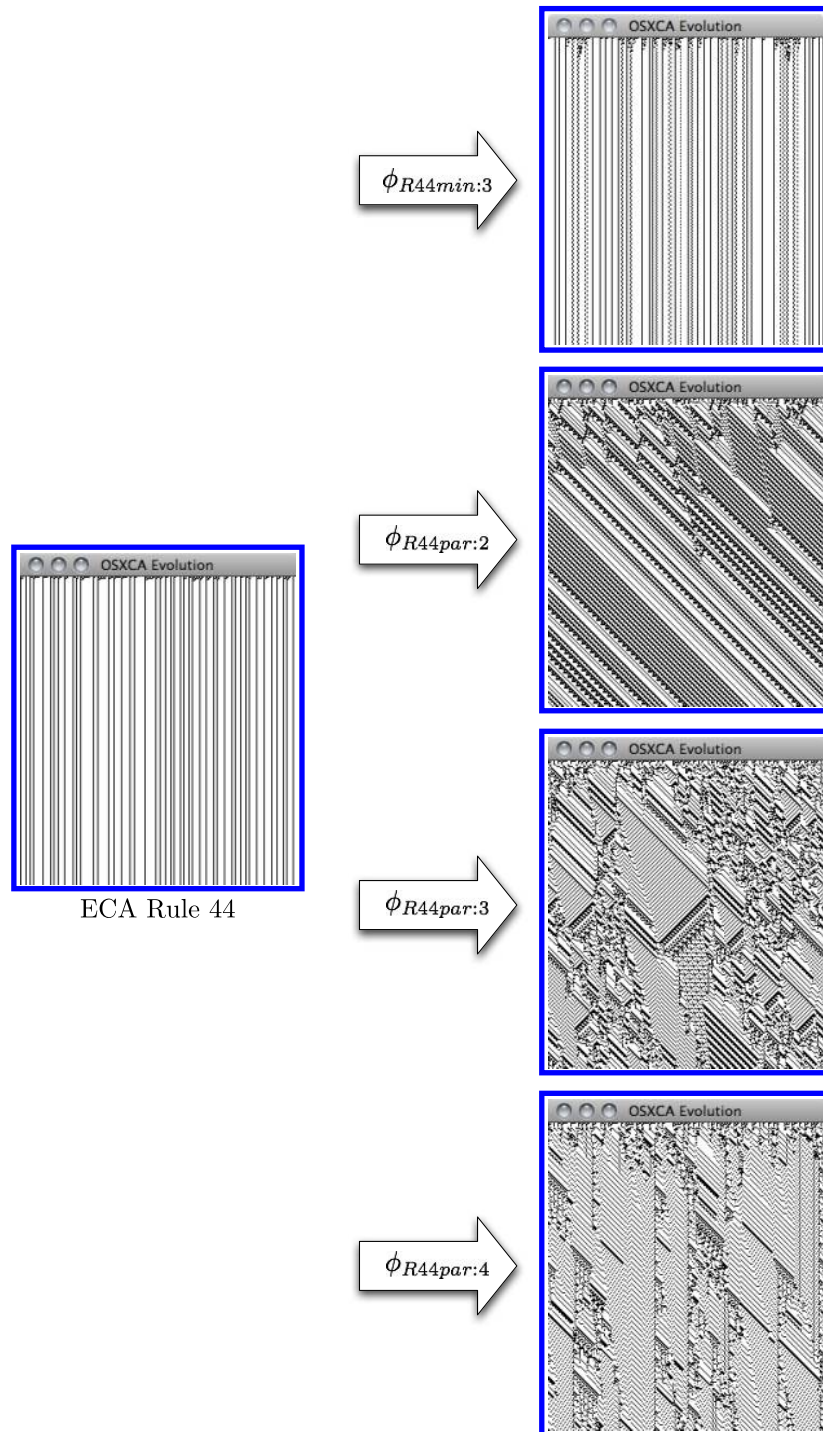 OSXCA Evolution
ϕR44min:3
OSXCA Evolution
ϕR44par:2
OSXCA Evolution
ECA Rule 44
OSXCA Evolution
ϕR44par:3
OSXCA Evolution
ϕR44par:4